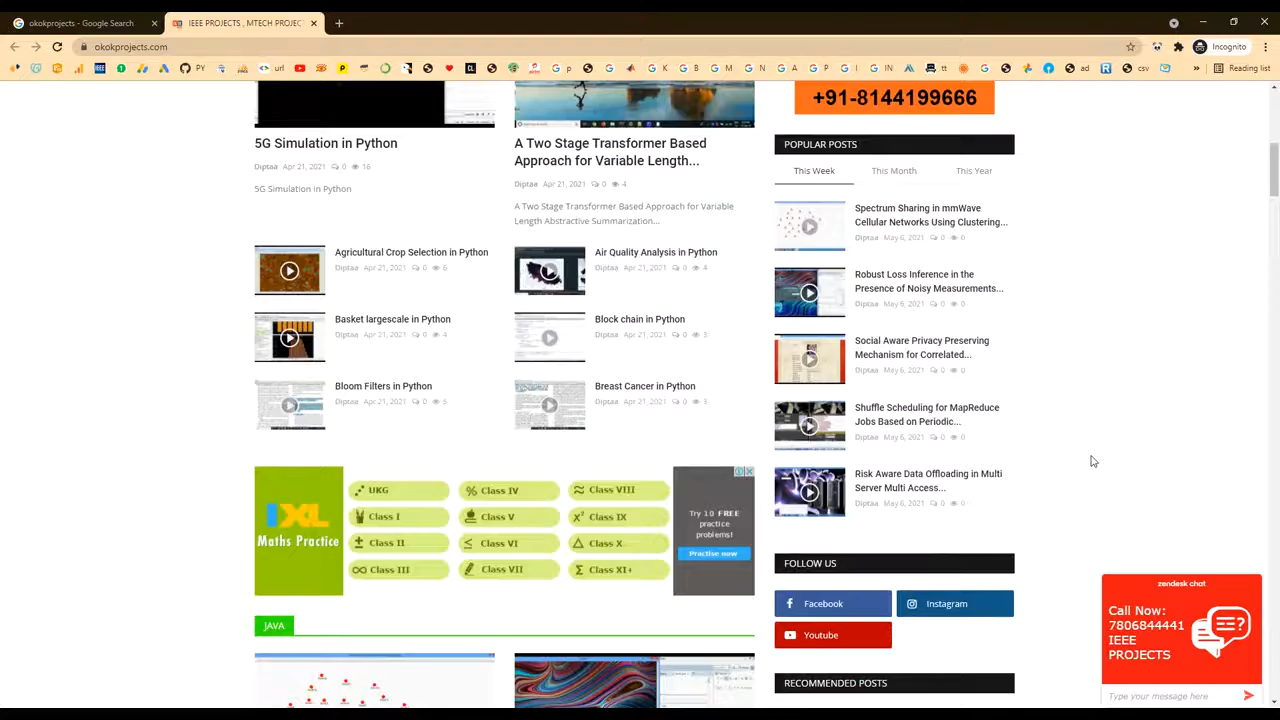 okokprojects - Google Search
IEEE PROJECTS , MTECH PROJEC
okokprojects.com
Incognito
PY
url
P
G p
G
G K
G B
G M
G N
G A
G P
G I
G IN
tt
G
ad
csv
Reading list
+91-8144199666
5G Simulation in Python
Diptaa Apr 21, 2021 0 16
5G Simulation in Python
A Two Stage Transformer Based
Approach for Variable Length...
Diptaa Apr 21, 2021 0 4
A Two Stage Transformer Based Approach for Variable
Length Abstractive Summarization...
Agricultural Crop Selection in Python
Diptaa Apr 21, 2021 0 6
Air Quality Analysis in Python
Diptaa Apr 21, 2021 0 4
Basket largescale in Python
Diptaa Apr 21, 2021 0 4
Block chain in Python
Diptaa Apr 21, 2021 0 3
Bloom Filters in Python
Diptaa Apr 21, 2021 0 5
Breast Cancer in Python
Diptaa Apr 21, 2021 0 3
IXL
Maths Practice
UKG
Class IV
Class VIII
Class I
Class V
Class IX
Class II
Class VI
Class X
Class III
Class VII
Class XI+
Try 10 FREE
practice
problems!
Practise now
JAVA
POPULAR POSTS
This Week
This Month
This Year
Spectrum Sharing in mmWave
Cellular Networks Using Clustering...
Diptaa May 6, 2021 0 0
Robust Loss Inference in the
Presence of Noisy Measurements...
Diptaa May 6, 2021 0 0
Social Aware Privacy Preserving
Mechanism for Correlated...
Diptaa May 6, 2021 0 0
Shuffle Scheduling for MapReduce
Jobs Based on Periodic...
Diptaa May 6, 2021 0 0
Risk Aware Data Offloading in Multi
Server Multi Access...
Diptaa May 6, 2021 0 0
FOLLOW US
Facebook
Instagram
Youtube
RECOMMENDED POSTS
zendesk chat
Call Now:
7806844441
IEEE
PROJECTS
Type your message here